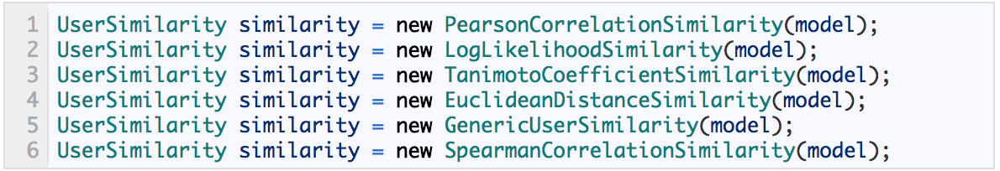 1 UserSimilarity similarity = new PearsonCorrelationSimilarity(model);
2 UserSimilarity similarity = new LogLikelihoodSimilarity(model);
3 UserSimilarity similarity = new TanimotoCoefficientSimilarity(model);
4 UserSimilarity similarity = new EuclideanDistanceSimilarity(model);
5 UserSimilarity similarity = new GenericUserSimilarity(model);
6 UserSimilarity similarity = new SpearmanCorrelationSimilarity(model);